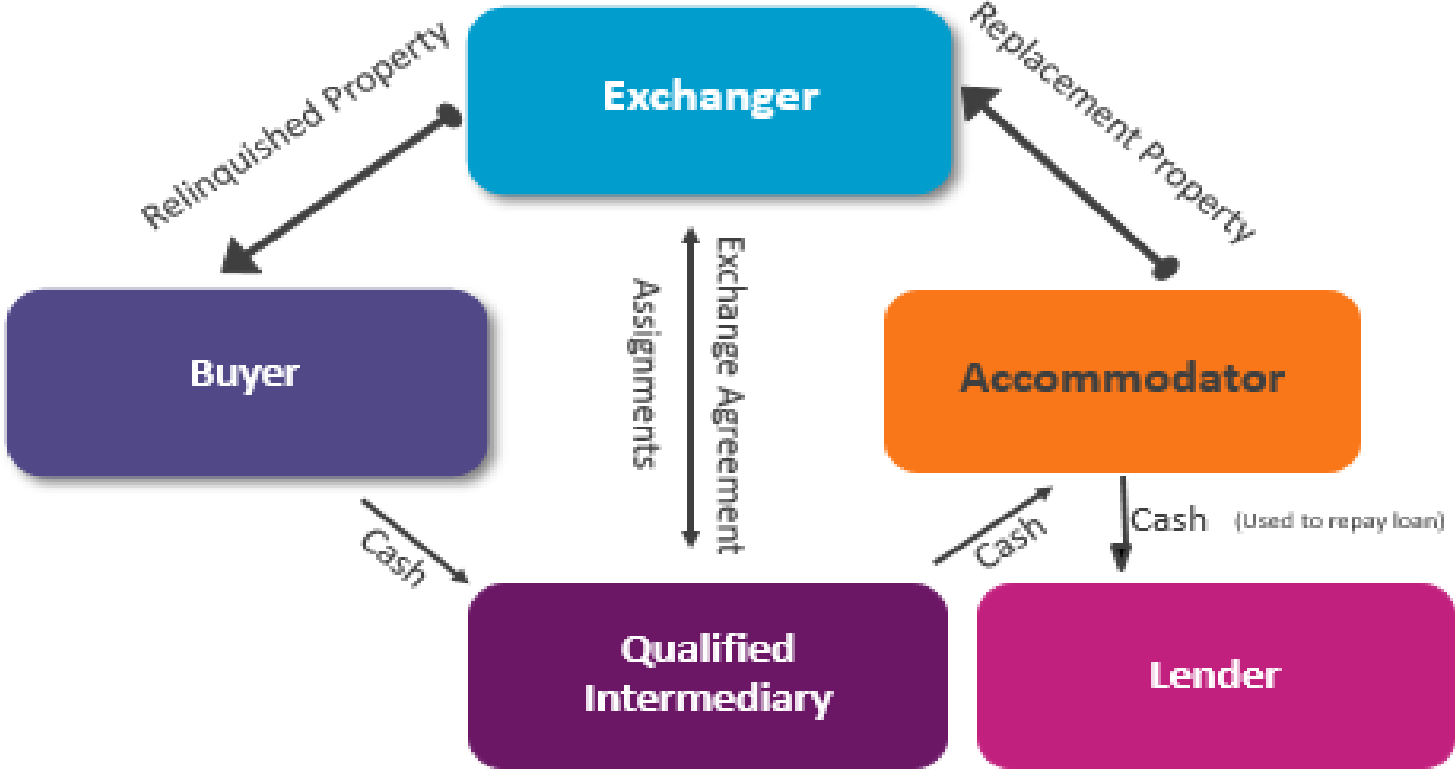 Exchanger
Relinquished Property
Replacement Property
Buyer
Exchange Agreement
Assignments
Accommodator
Cash
Cash
Cash (Used to repay loan)
Qualified
Intermediary
Lender